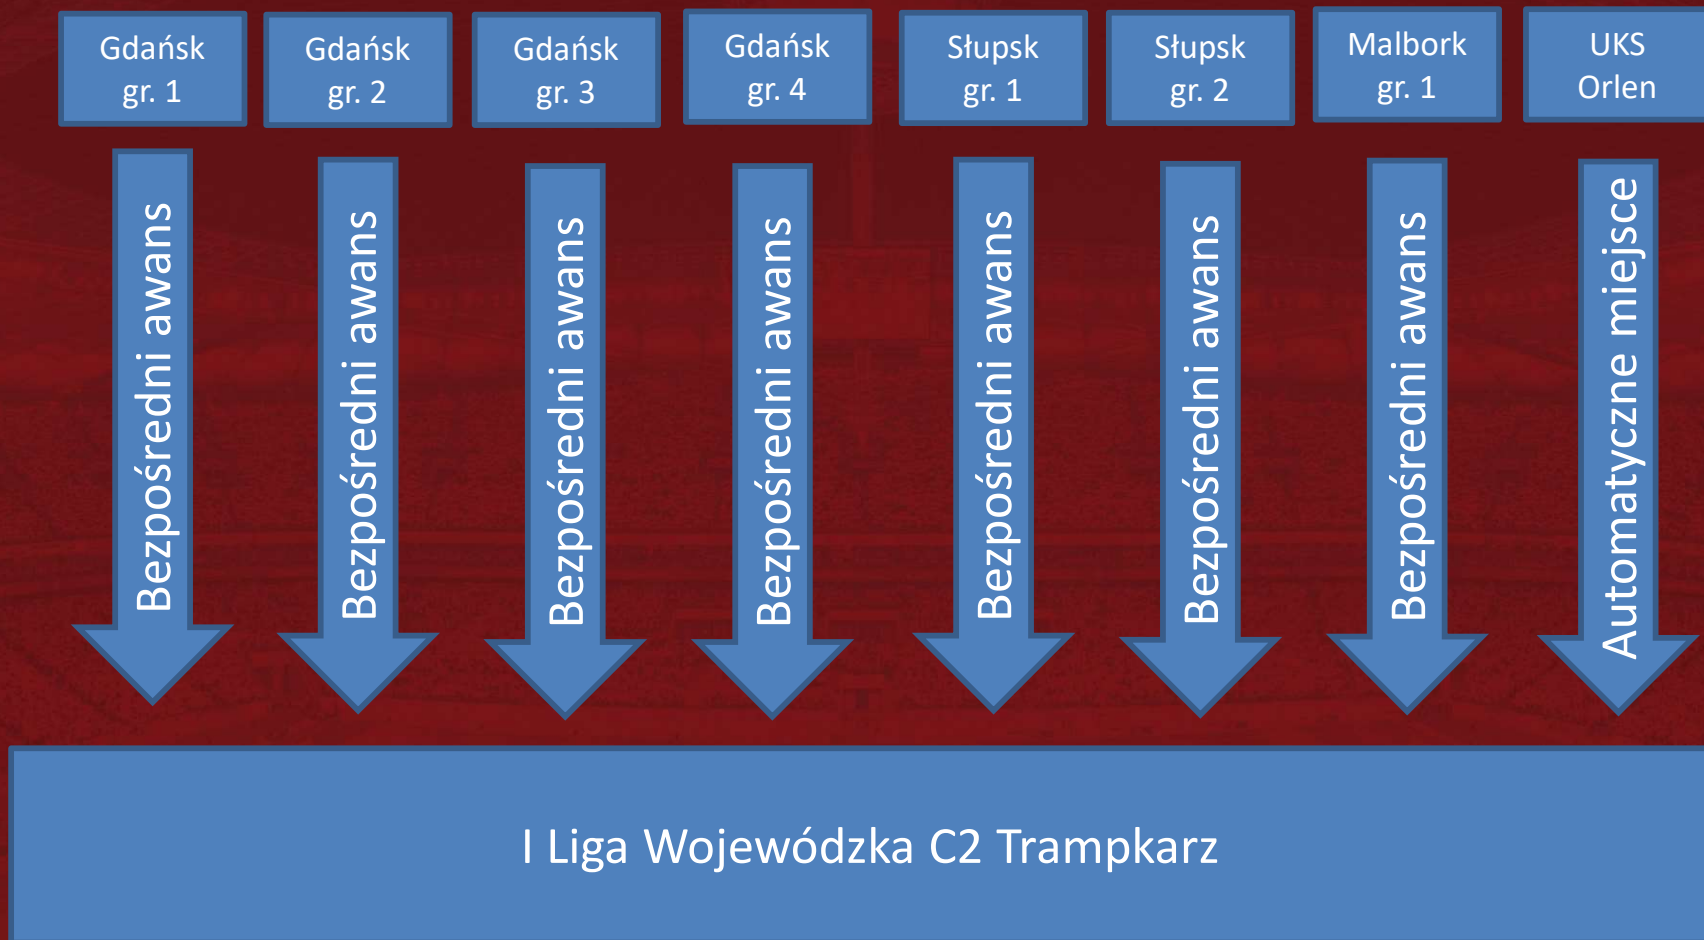 Gdańsk
gr. 1
Gdańsk
gr. 2
Gdańsk
gr. 3
Gdańsk
gr. 4
Słupsk
gr. 1
Słupsk
gr. 2
Malbork
gr. 1
UKS
Orlen
Bezpośredni awans
Bezpośredni awans
Bezpośredni awans
Bezpośredni awans
Bezpośredni awans
Bezpośredni awans
Bezpośredni awans
Automatyczne miejsce
I Liga Wojewódzka C2 Trampkarz